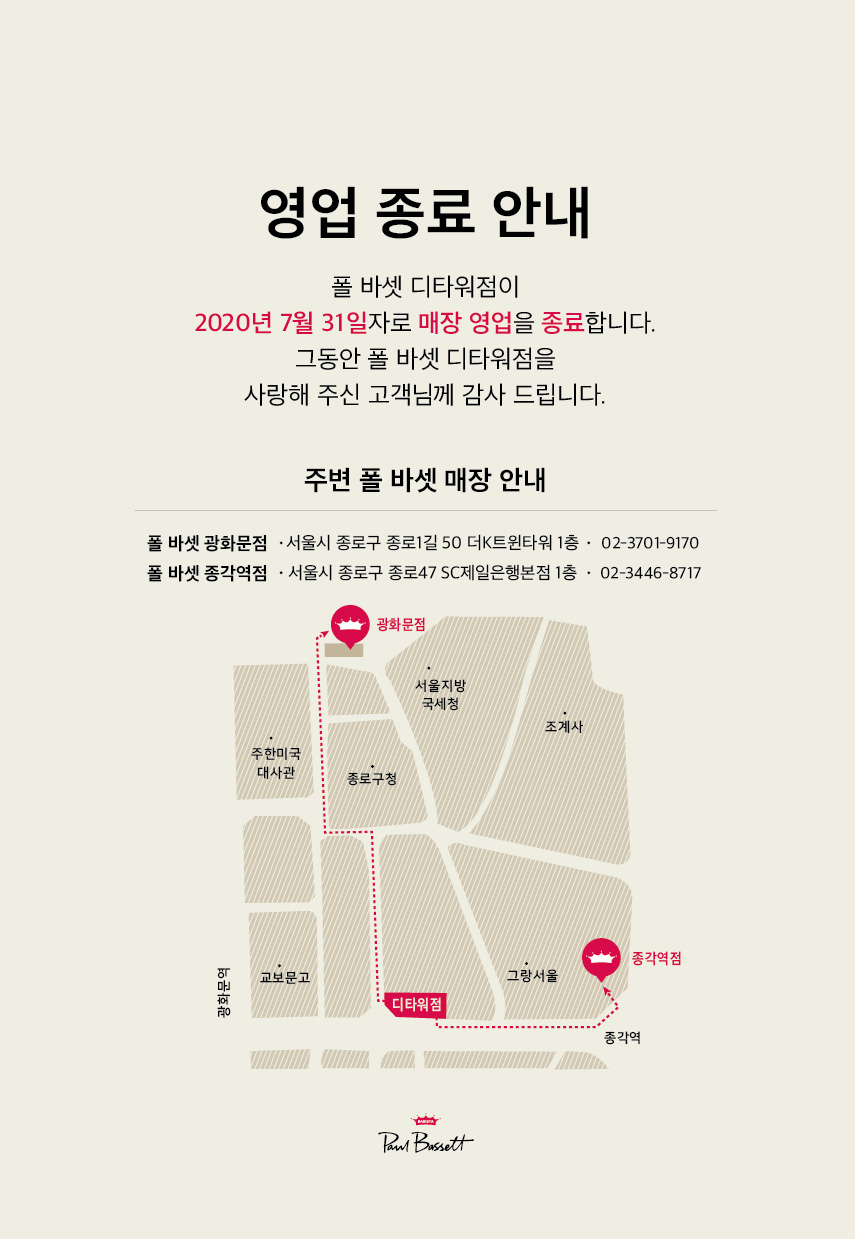 영업 종료 안내
폴 바셋 디타워점이
2020년 7월 31일자로 매장 영업을 종료합니다.
그동안 폴 바셋 디타워점을
사랑해 주신 고객님께 감사 드립니다.
주변 폴 바셋 매장 안내
폴 바셋 광화문점 · 서울시 종로구 종로1길 50 더K트윈타워 1층 · 02-3701-9170
폴 바셋 종각역점 · 서울시 종로구 종로47 SC제일은행본점 1층 · 02-3446-8717
광화문점
서울지방
국세청
조계사
주한미국
대사관
종로구청
광화문역
교보문고
그랑서울
종각역점
디타워점
종각역
BARISTA
Paul Bassett